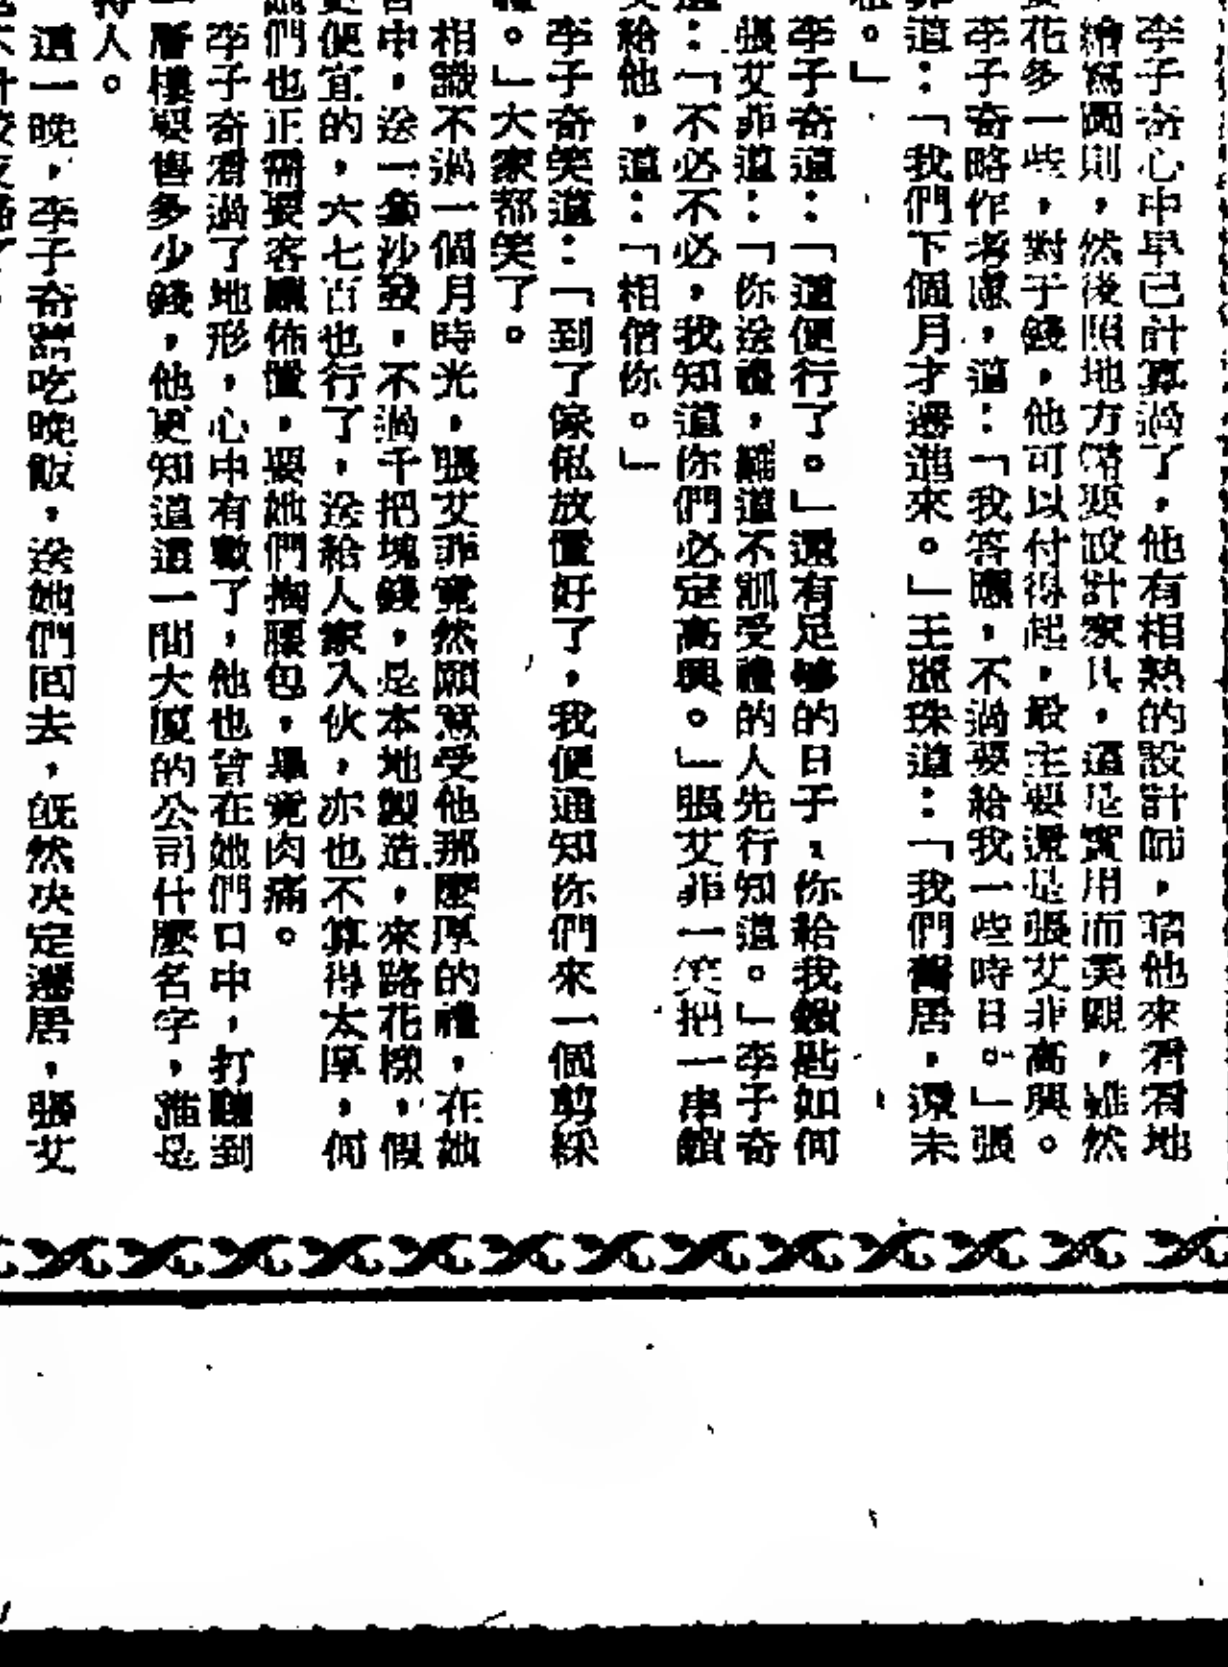 李子奇心中早已計算過了，他有相熟的設計師，招他來看看地
繪寫圖則，然後照地方需要設計家具，這是實用而美觀，雖然
花多一些，對于錢，他可以付得起，最主要還是張艾菲高興。
李子奇略作考慮，道：「我答應，不過要給我一些時日。」張
菲道：「我們下個月才遷進來。」王麗珠道：「我們舊居，還未
租。」
李子奇道：「這便行了。」還有足够的日子，你給我鎖匙如何
張艾菲道：「你送禮，難道不訓受禮的人先行知道。」李子奇
道：「不必不必，我知道你們必定高興。」張艾菲一笑把一串鎖
給他，道：「相信你。」
李子奇笑道：「到了傢俬放置好了，我便通知你們來一個剪綵
禮。」大家都笑了。
相識不過一個月時光，張艾菲竟然願意受他那麼厚的禮，在她
中，送一套沙發，不過千把塊錢，是本地製造，來路花樣，假
更便宜的，六七百也行了，送給人家入伙，亦也不算得太厚，何
她們也正需要客廳佈置，要她們掏腰包，畢竟肉痛。
李子奇看過了地形，心中有數了，他也曾在她們口中，打聽到
一層樓要售多少錢，他更知道這一間大廈的公司什麼名字，誰是
持人。
這一晚，李子奇請吃晚飯，送她們回去，既然决定遷居，張艾